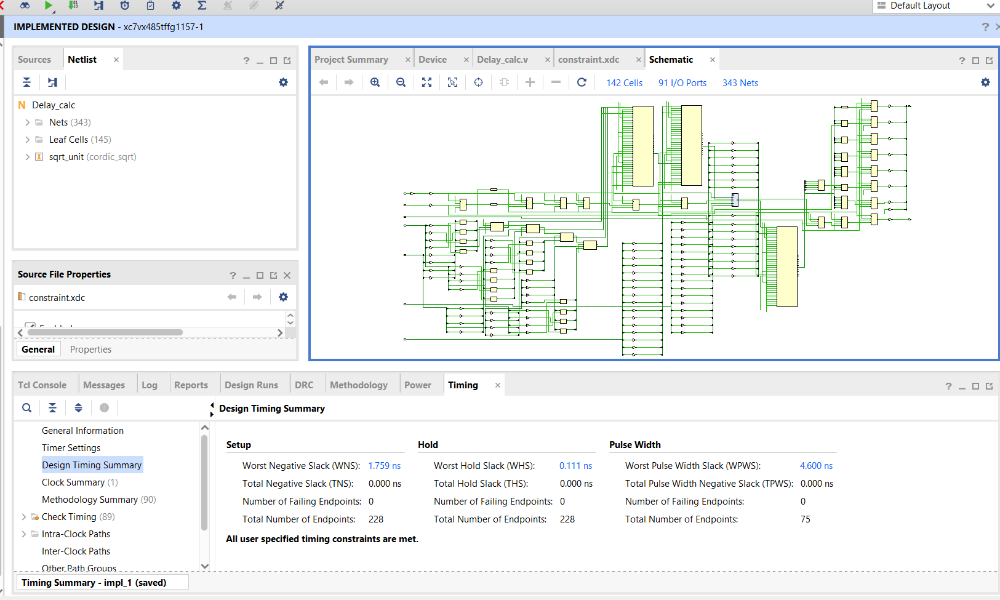 Default Layout
IMPLEMENTED DESIGN - xc7vx485tffg1157-1
?
Sources
Netlist
?
Delay_calc
Nets (343)
Leaf Cells (145)
sqrt_unit (cordic_sqrt)
Source File Properties
?
constraint.xdc
General
Properties
Project Summary
Device
Delay_calc.v
constraint.xdc
Schematic
?
142 Cells
91 I/O Ports
343 Nets
Tcl Console
Messages
Log
Reports
Design Runs
DRC
Methodology
Power
Timing
?
General Information
Timer Settings
Design Timing Summary
Clock Summary (1)
Methodology Summary (90)
Check Timing (89)
Intra-Clock Paths
Inter-Clock Paths
Other Path Groups
Design Timing Summary
Setup
Worst Negative Slack (WNS): 1.759 ns
Total Negative Slack (TNS): 0.000 ns
Number of Failing Endpoints: 0
Total Number of Endpoints: 228
Hold
Worst Hold Slack (WHS): 0.111 ns
Total Hold Slack (THS): 0.000 ns
Number of Failing Endpoints: 0
Total Number of Endpoints: 228
Pulse Width
Worst Pulse Width Slack (WPWS): 4.600 ns
Total Pulse Width Negative Slack (TPWS): 0.000 ns
Number of Failing Endpoints: 0
Total Number of Endpoints: 75
All user specified timing constraints are met.
Timing Summary - impl_1 (saved)